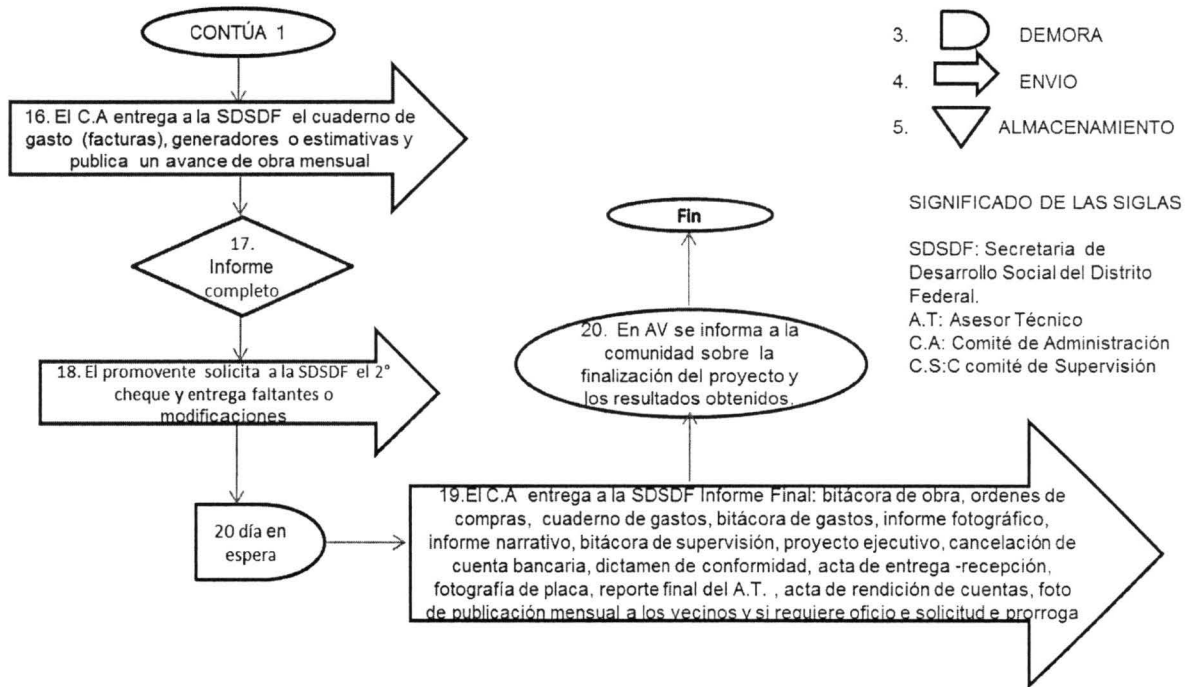 CONTÚA 1
16. El C.A entrega a la SDSDF el cuaderno de
gasto (facturas), generadores o estimativas y
publica un avance de obra mensual
17.
Informe
completo
18. El promovente solicita a la SDSDF el 2°
cheque y entrega faltantes o
modificaciones
20 día en
espera
19.El C.A entrega a la SDSDF Informe Final: bitácora de obra, ordenes de
compras, cuaderno de gastos, bitácora de gastos, informe fotográfico,
informe narrativo, bitácora de supervisión, proyecto ejecutivo, cancelación de
cuenta bancaria, dictamen de conformidad, acta de entrega -recepción,
fotografía de placa, reporte final del A.T. , acta de rendición de cuentas, foto
de publicación mensual a los vecinos y si requiere oficio e solicitud e prorroga
20. En AV se informa a la
comunidad sobre la
finalización del proyecto y
los resultados obtenidos.
Fin
3. DEMORA
4. ENVIO
5. ALMACENAMIENTO
SIGNIFICADO DE LAS SIGLAS
SDSDF: Secretaria de
Desarrollo Social del Distrito
Federal.
A.T: Asesor Técnico
C.A: Comité de Administración
C.S:C comité de Supervisión